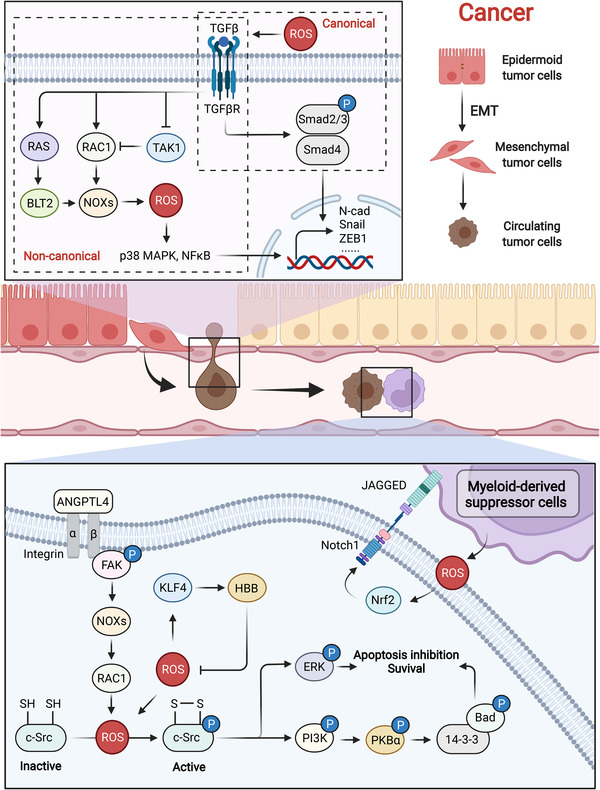 Cancer
TGFβ
ROS
Canonical
TGFβR
P
Smad2/3
Smad4
RAS
RAC1
TAK1
BLT2
NOXs
ROS
Non-canonical
p38 MAPK, NFκB
N-cad
Snail
ZEB1
......
Epidermoid
tumor cells
EMT
Mesenchymal
tumor cells
Circulating
tumor cells
ANGPTL4
α
β
Integrin
FAK
P
NOXs
RAC1
SH SH
c-Src
Inactive
ROS
KLF4
HBB
ROS
S–S
c-Src
P
Active
JAGGED
Notch1
Nrf2
ROS
Myeloid-derived
suppressor cells
ERK
P
Apoptosis inhibition
Suvival
PI3K
P
PKBα
P
14-3-3
Bad
P